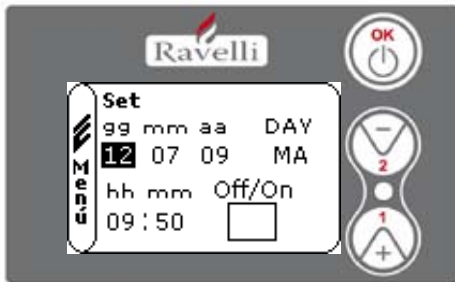 Ravelli
OK
Set
gg mm aa DAY
12 07 09 MA
hh mm Off/On
09:50
Menú
−
2
1
+